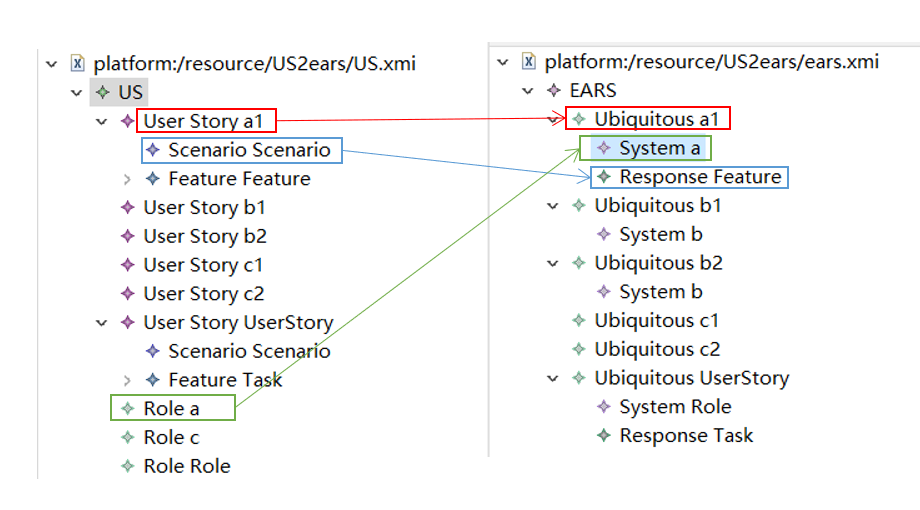 platform:/resource/US2ears/US.xmi
US
User Story a1
Scenario Scenario
Feature Feature
User Story b1
User Story b2
User Story c1
User Story c2
User Story UserStory
Scenario Scenario
Feature Task
Role a
Role c
Role Role
platform:/resource/US2ears/ears.xmi
EARS
Ubiquitous a1
System a
Response Feature
Ubiquitous b1
System b
Ubiquitous b2
System b
Ubiquitous c1
Ubiquitous c2
Ubiquitous UserStory
System Role
Response Task